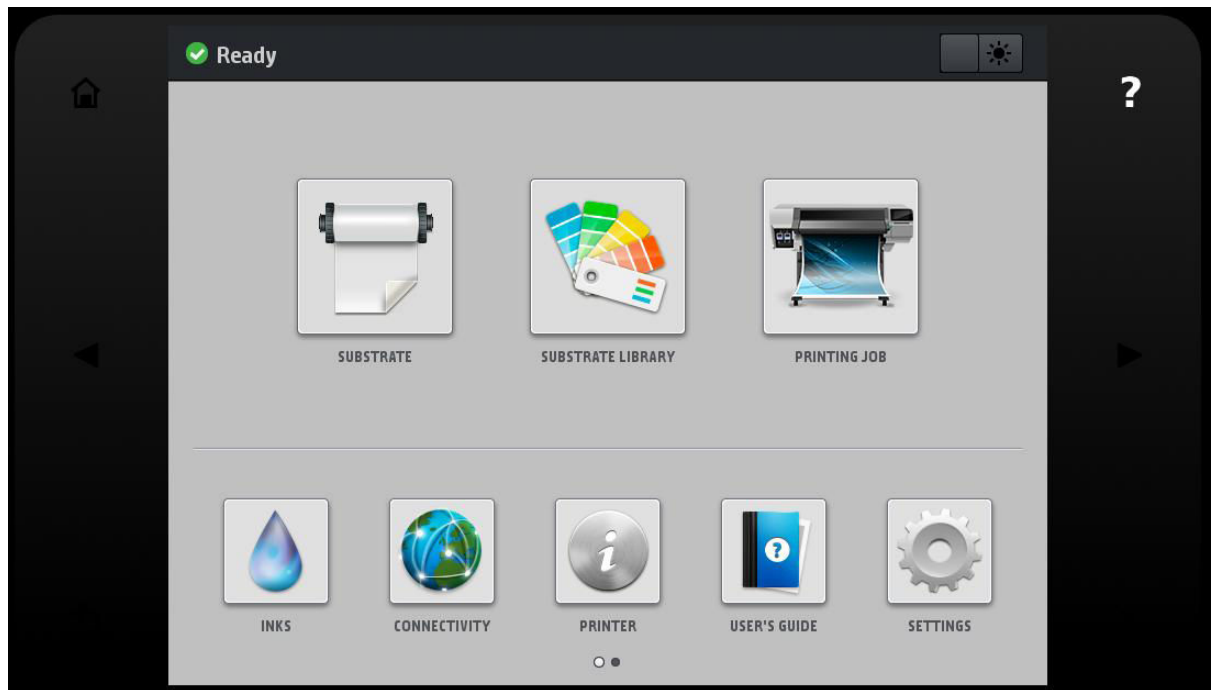 Ready
?
SUBSTRATE
SUBSTRATE LIBRARY
PRINTING JOB
i
?
INKS
CONNECTIVITY
PRINTER
USER'S GUIDE
SETTINGS